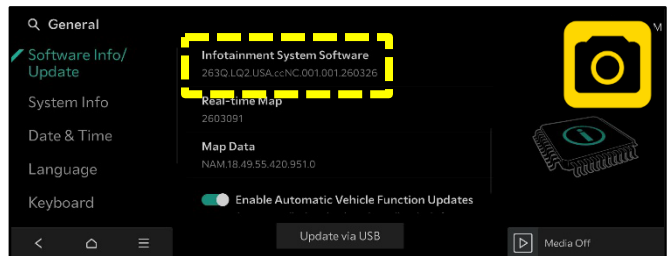 General
M
Software Info/
Update
System Info
Date & Time
Language
Keyboard
Infotainment System Software
263Q.LQ2.USA.ccNC.001.001.260326
Real-time Map
2603091
Map Data
NAM.18.49.55.420.951.0
Enable Automatic Vehicle Function Updates
Update via USB
Media Off